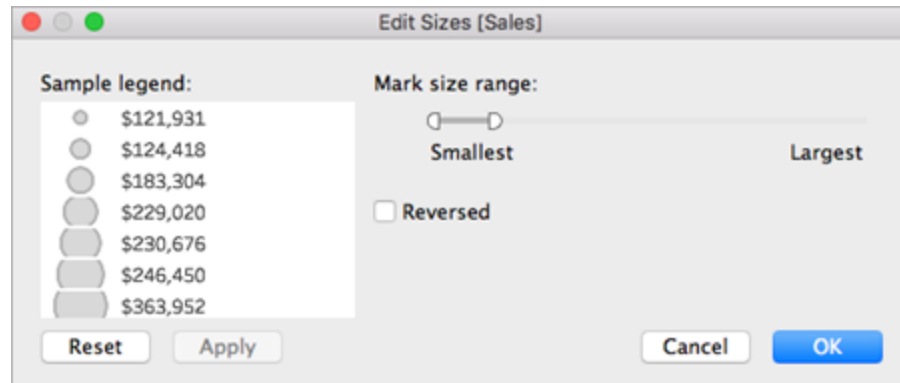 Edit Sizes [Sales]
Sample legend:
$121,931
$124,418
$183,304
$229,020
$230,676
$246,450
$363,952
Mark size range:
Smallest
Largest
Reversed
Reset
Apply
Cancel
OK